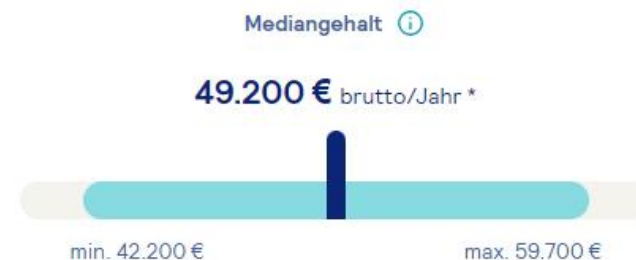 Mediangehalt
49.200 € brutto/Jahr *
min. 42.200 € max. 59.700 €